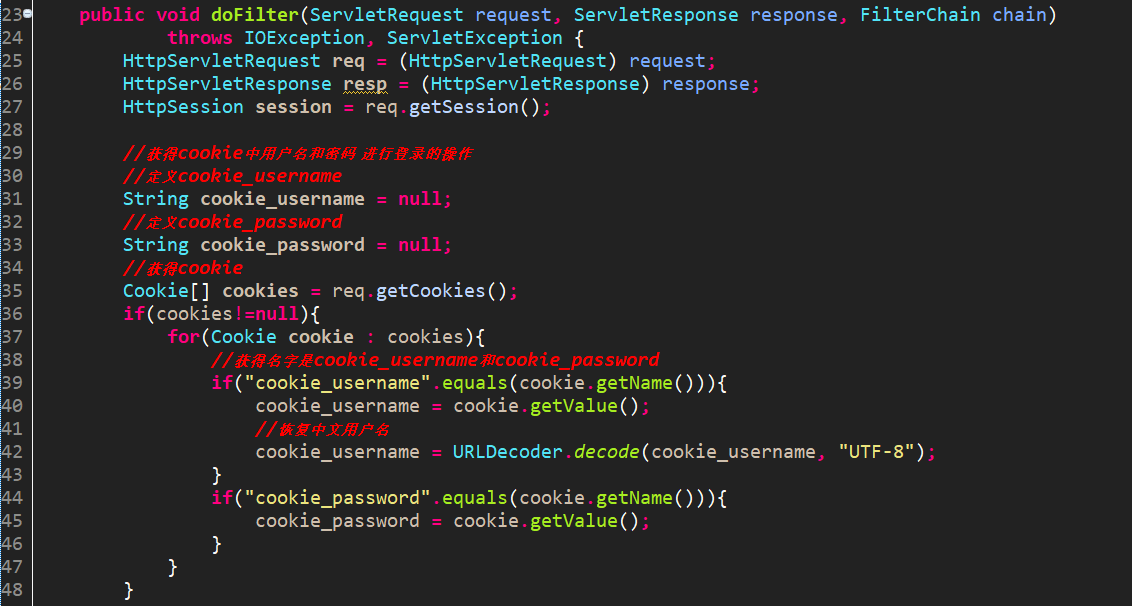 23 public void doFilter(ServletRequest request, ServletResponse response, FilterChain chain)
24 throws IOException, ServletException {
25 HttpServletRequest req = (HttpServletRequest) request;
26 HttpServletResponse resp = (HttpServletResponse) response;
27 HttpSession session = req.getSession();
28
29 //获得cookie中用户名和密码 进行登录的操作
30 //定义cookie_username
31 String cookie_username = null;
32 //定义cookie_password
33 String cookie_password = null;
34 //获得cookie
35 Cookie[] cookies = req.getCookies();
36 if(cookies!=null){
37 for(Cookie cookie : cookies){
38 //获得名字是cookie_username和cookie_password
39 if("cookie_username".equals(cookie.getName())){
40 cookie_username = cookie.getValue();
41 //恢复中文用户名
42 cookie_username = URLDecoder.decode(cookie_username, "UTF-8");
43 }
44 if("cookie_password".equals(cookie.getName())){
45 cookie_password = cookie.getValue();
46 }
47 }
48 }